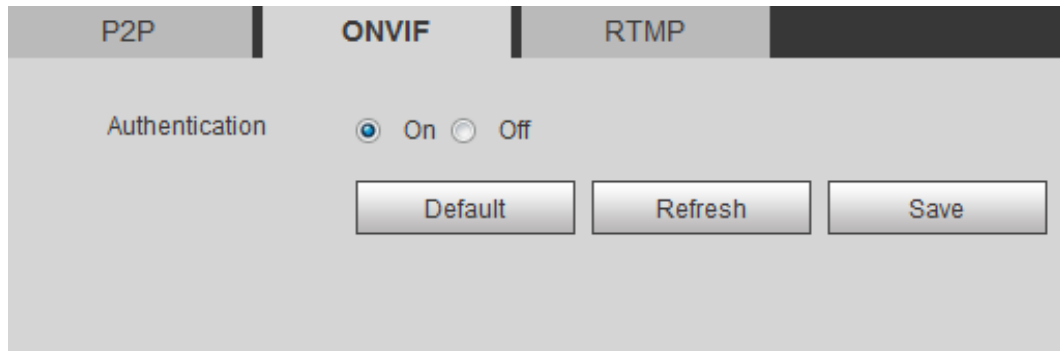 P2P ONVIF RTMP
Authentication On Off
Default Refresh Save